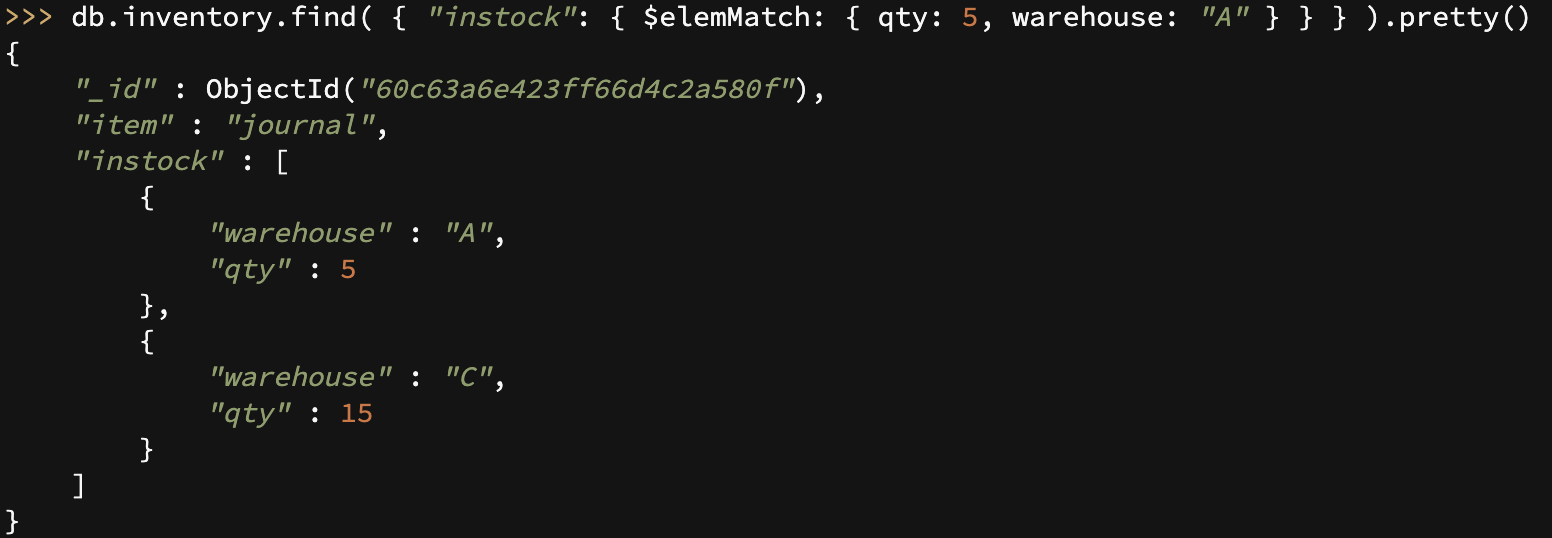 >>> db.inventory.find( { "instock": { $elemMatch: { qty: 5, warehouse: "A" } } } ).pretty()
{
    "_id" : ObjectId("60c63a6e423ff66d4c2a580f"),
    "item" : "journal",
    "instock" : [
        {
            "warehouse" : "A",
            "qty" : 5
        },
        {
            "warehouse" : "C",
            "qty" : 15
        }
    ]
}